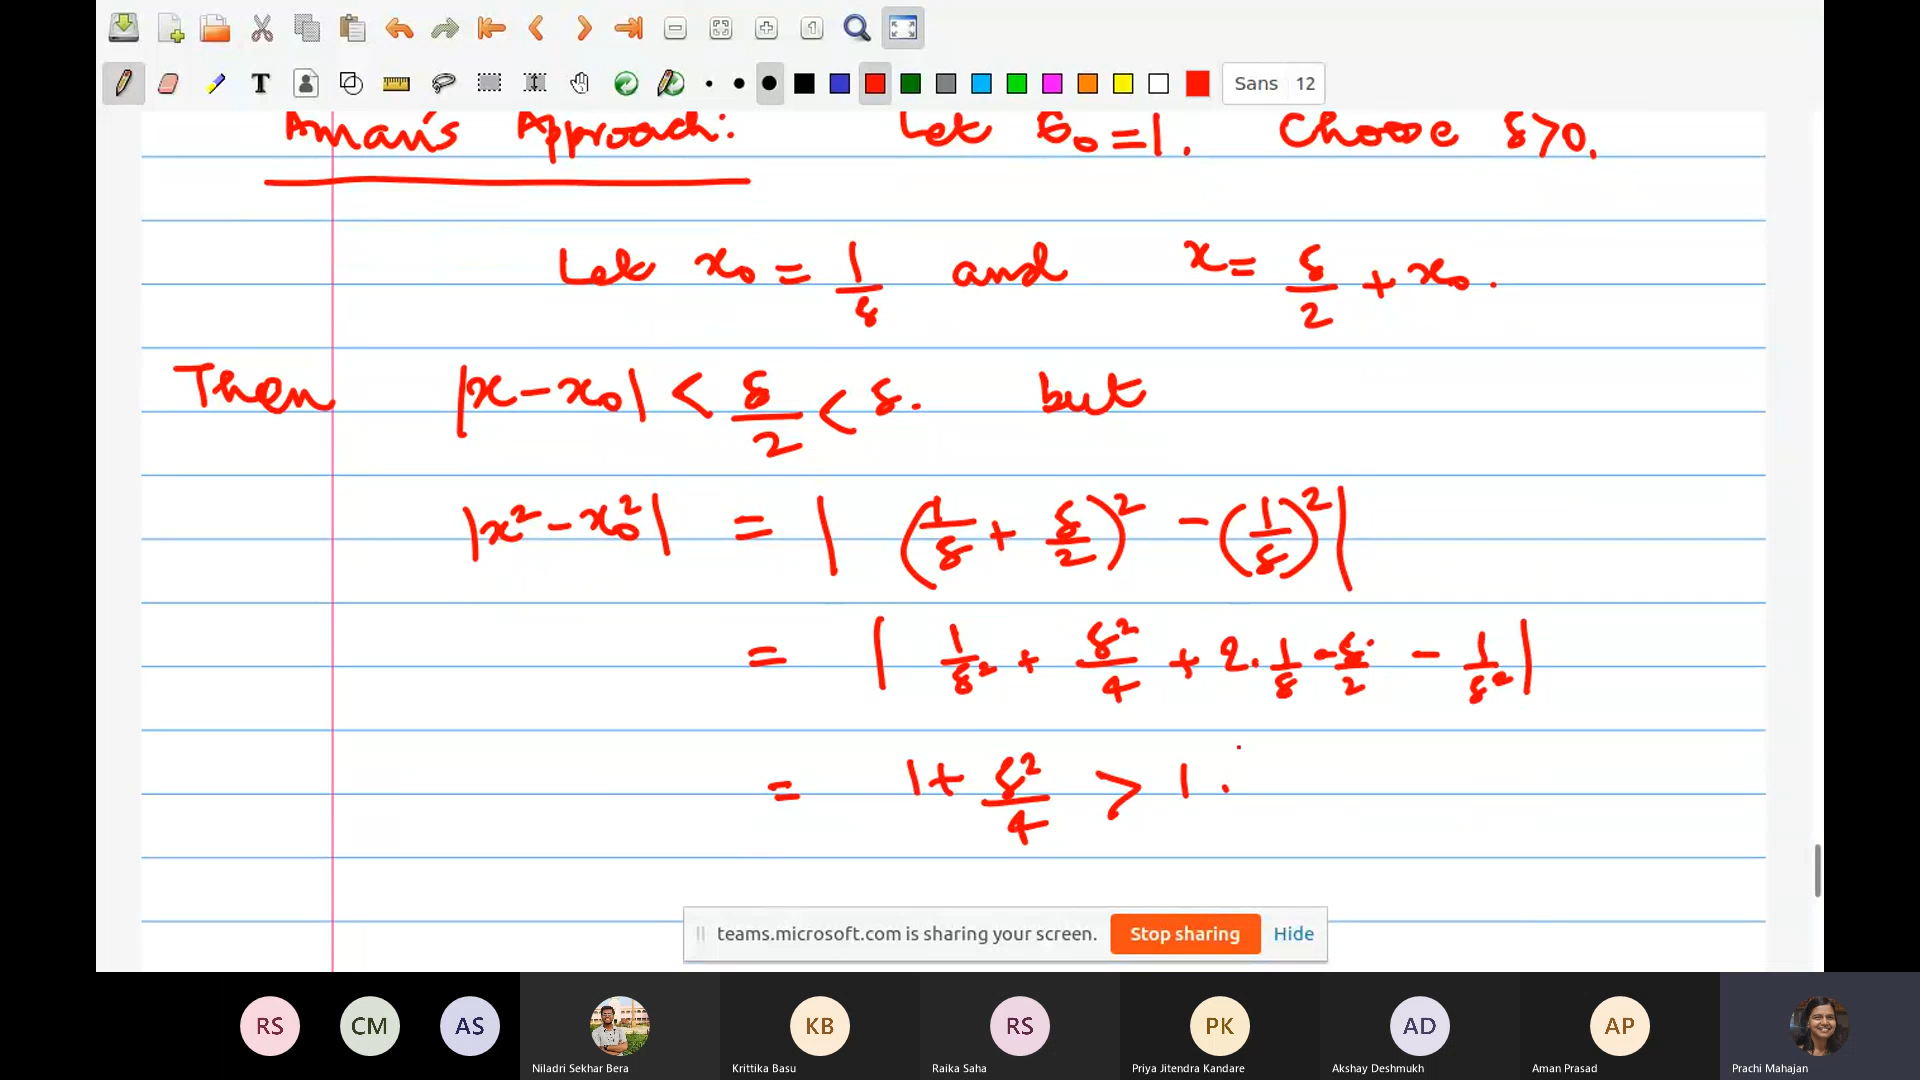 Sans 12
Aman's Approach: Let ε₀ = 1. Choose δ>0.
Let x₀ = 1/δ and x = δ/2 + x₀.
Then |x - x₀| < δ/2 < δ. but
|x² - x₀²| = | (1/δ + δ/2)² - (1/δ)² |
= | 1/δ² + δ²/4 + 2 · 1/δ · δ/2 - 1/δ² |
= 1 + δ²/4 > 1.
teams.microsoft.com is sharing your screen. Stop sharing Hide
RS CM AS KB RS PK AD AP
Niladri Sekhar Bera Krittika Basu Raika Saha Priya Jitendra Kandare Akshay Deshmukh Aman Prasad Prachi Mahajan